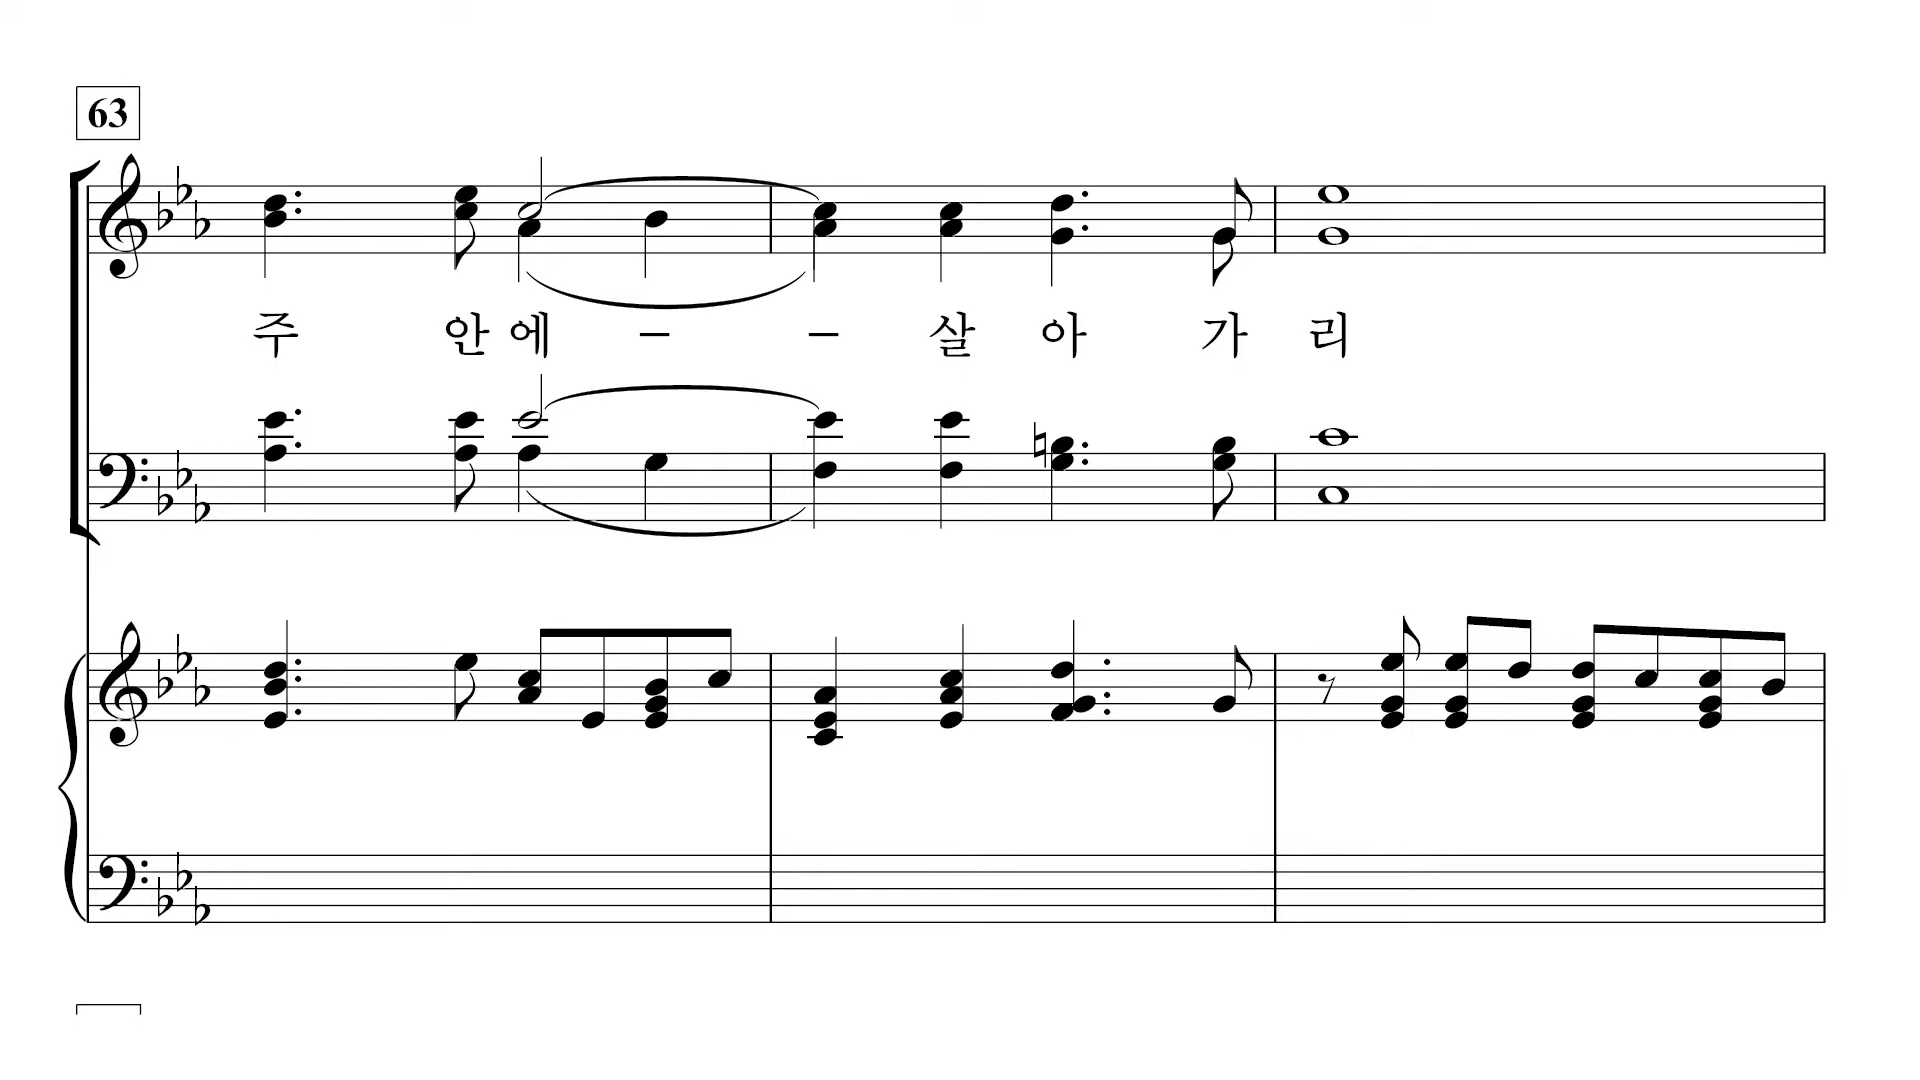 63
주 안에 – – 살 아 가 리